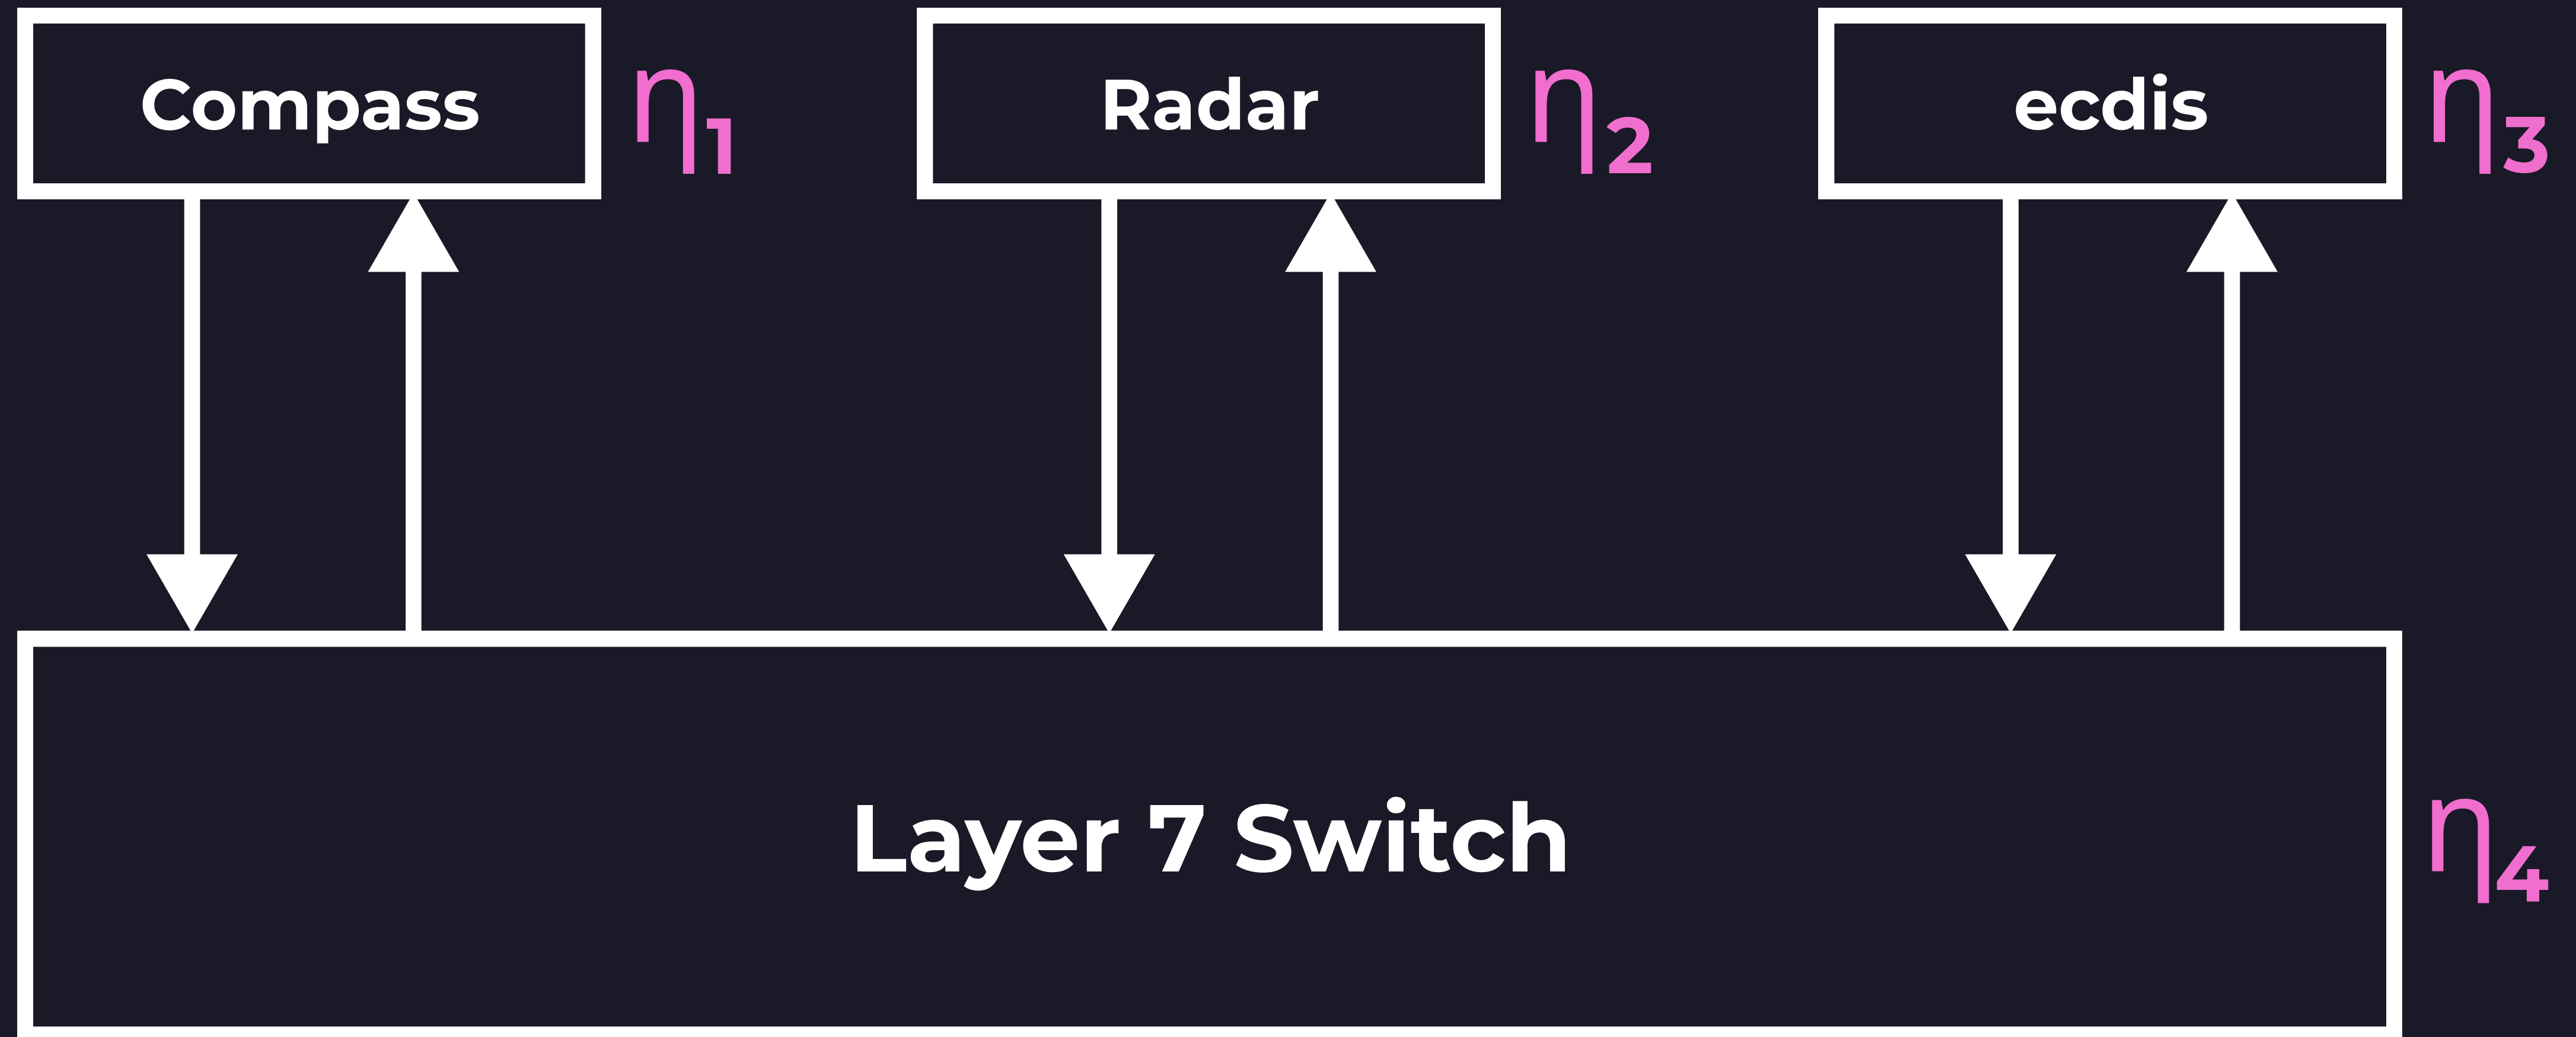 Compass η1
Radar η2
ecdis η3
Layer 7 Switch η4